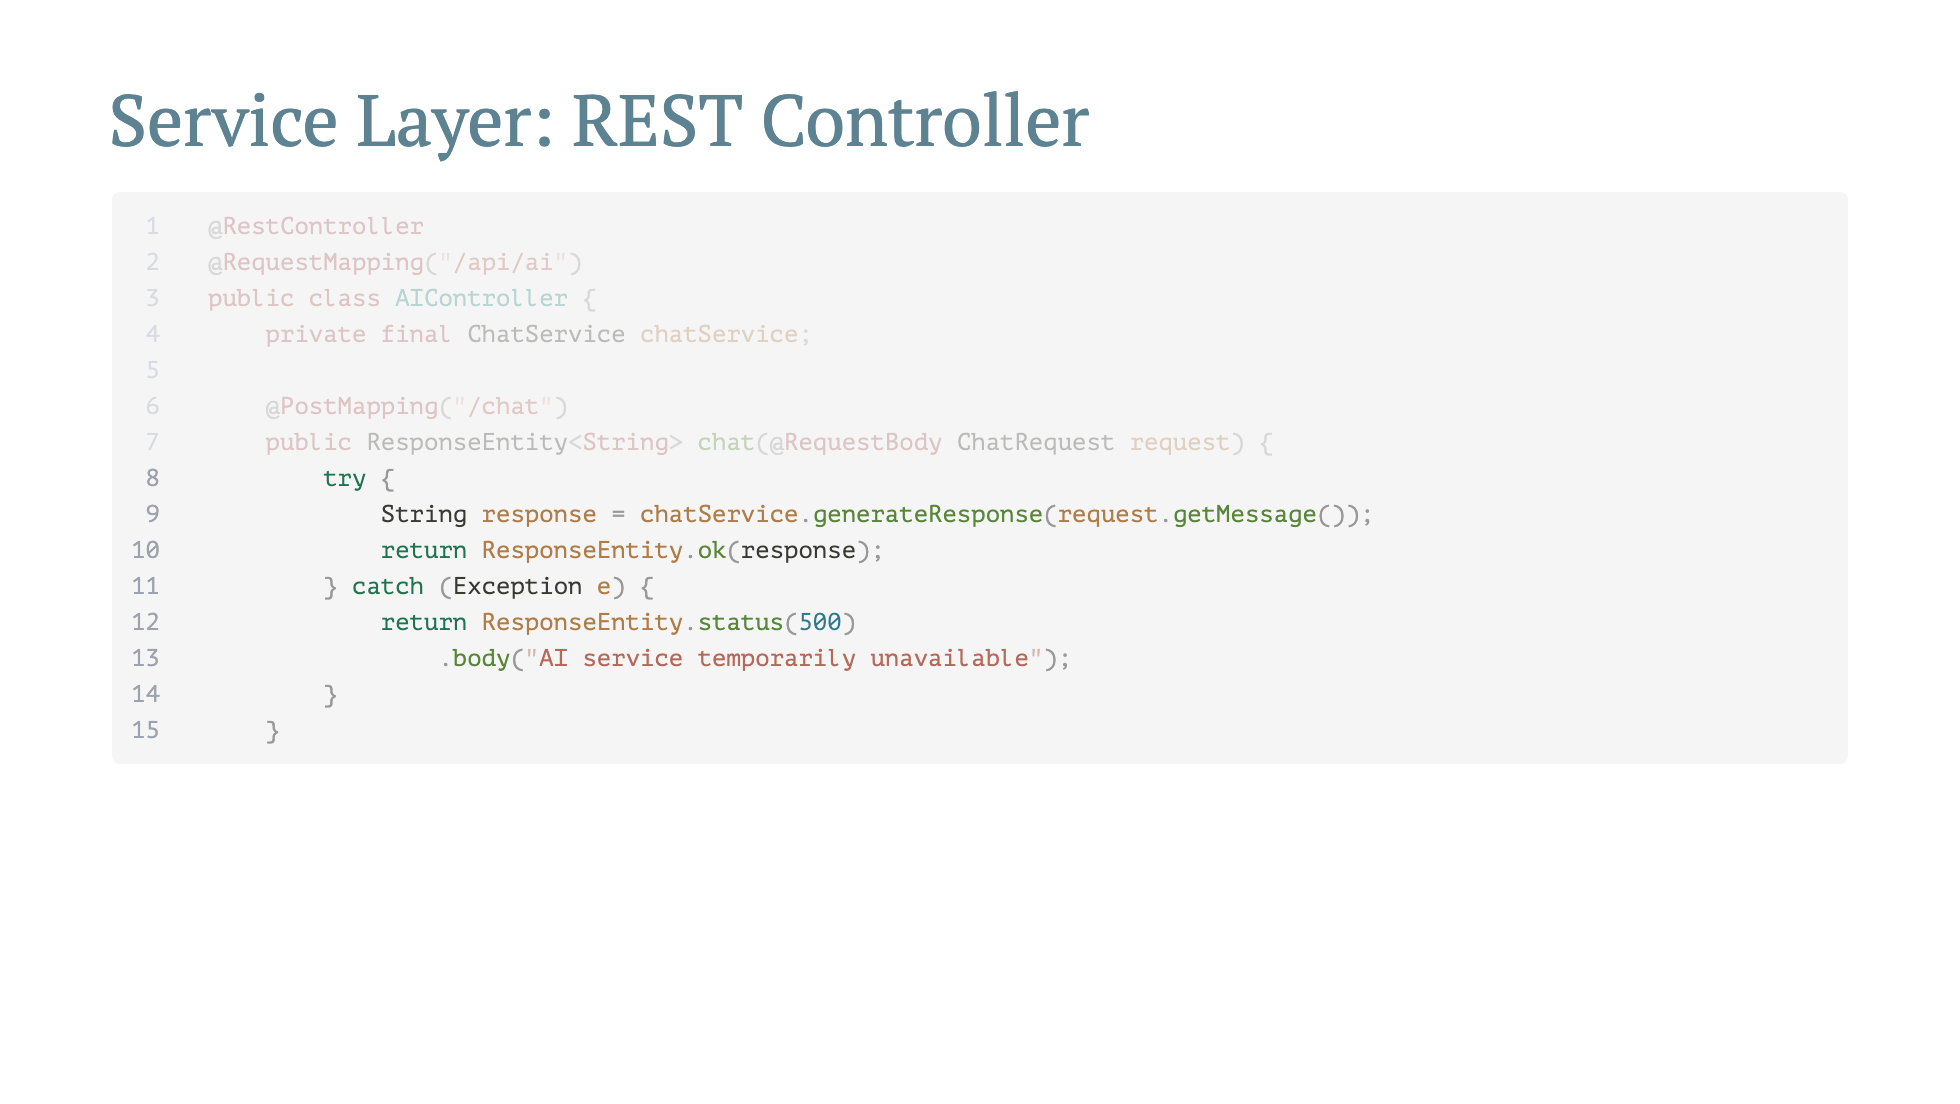 Service Layer: REST Controller
1 @RestController
2 @RequestMapping("/api/ai")
3 public class AIController {
4     private final ChatService chatService;
5
6     @PostMapping("/chat")
7     public ResponseEntity<String> chat(@RequestBody ChatRequest request) {
8         try {
9             String response = chatService.generateResponse(request.getMessage());
10             return ResponseEntity.ok(response);
11         } catch (Exception e) {
12             return ResponseEntity.status(500)
13                 .body("AI service temporarily unavailable");
14         }
15     }